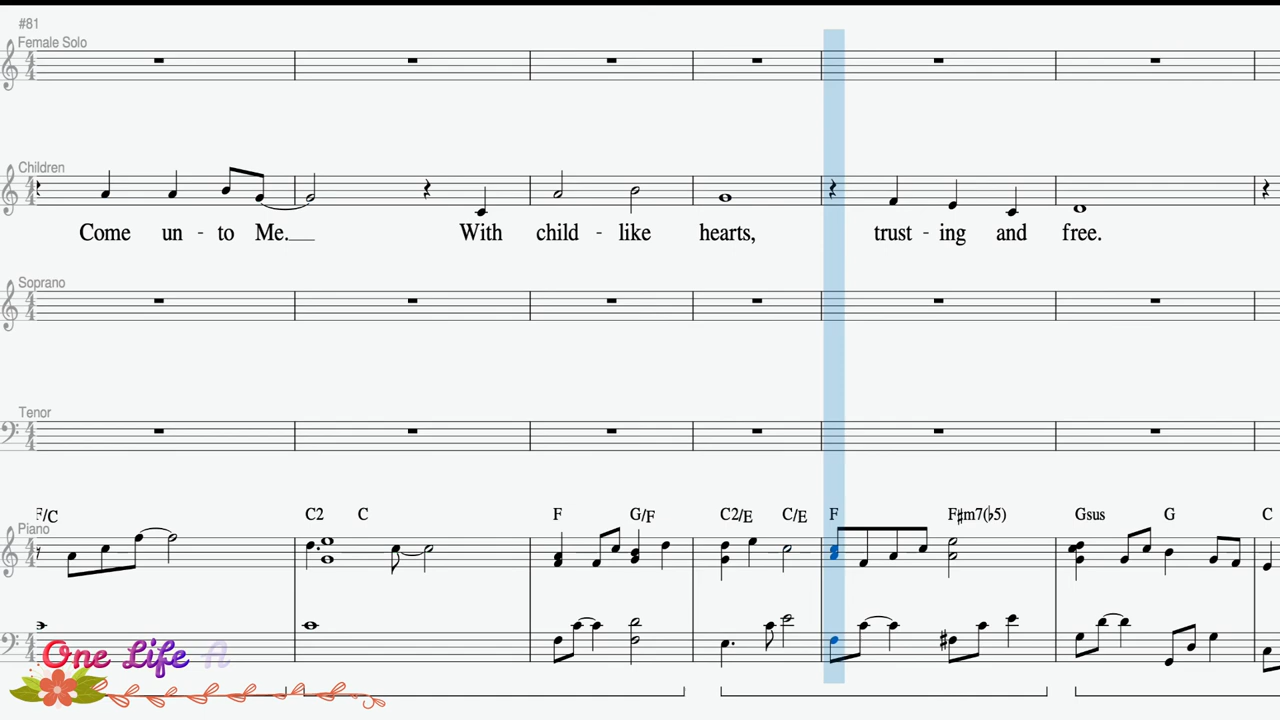 #81
Female Solo
Children
Come un - to Me. With child - like hearts, trust - ing and free.
Soprano
Tenor
F/C C2 C F G/F C2/E C/E F F#m7(b5) Gsus G C
Piano
One Life A